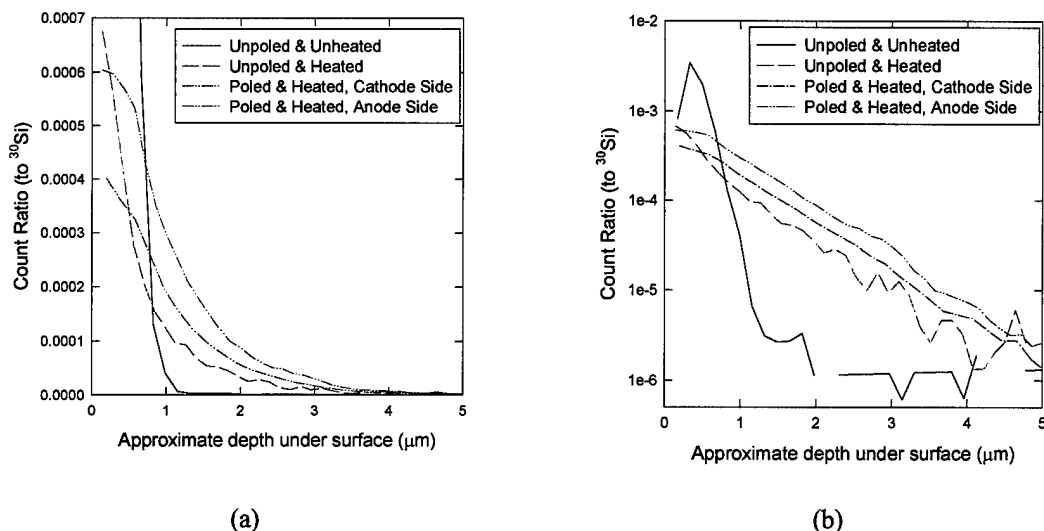 0.0007
0.0006
0.0005
0.0004
0.0003
0.0002
0.0001
0.0000
Count Ratio (to ³⁰Si)
Unpoled & Unheated
Unpoled & Heated
Poled & Heated, Cathode Side
Poled & Heated, Anode Side
0 1 2 3 4 5
Approximate depth under surface (μm)
(a)
1e-2
1e-3
1e-4
1e-5
1e-6
Count Ratio (to ³⁰Si)
Unpoled & Unheated
Unpoled & Heated
Poled & Heated, Cathode Side
Poled & Heated, Anode Side
0 1 2 3 4 5
Approximate depth under surface (μm)
(b)